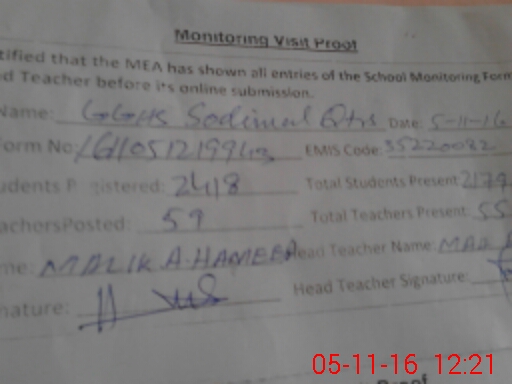 Monitoring Visit Proof
tified that the MEA has shown all entries of the School Monitoring Form
d Teacher before its online submission.
Name: GGHS Sodimal Qtrs Date: 5-11-16
Form No: EMIS Code: 35220082
udents Registered: 2418 Total Students Present: 2179
achersPosted: 59 Total Teachers Present: 55
me: MALIK A.HAMEED Head Teacher Name:
nature: Head Teacher Signature:
05-11-16 12:21
Proof